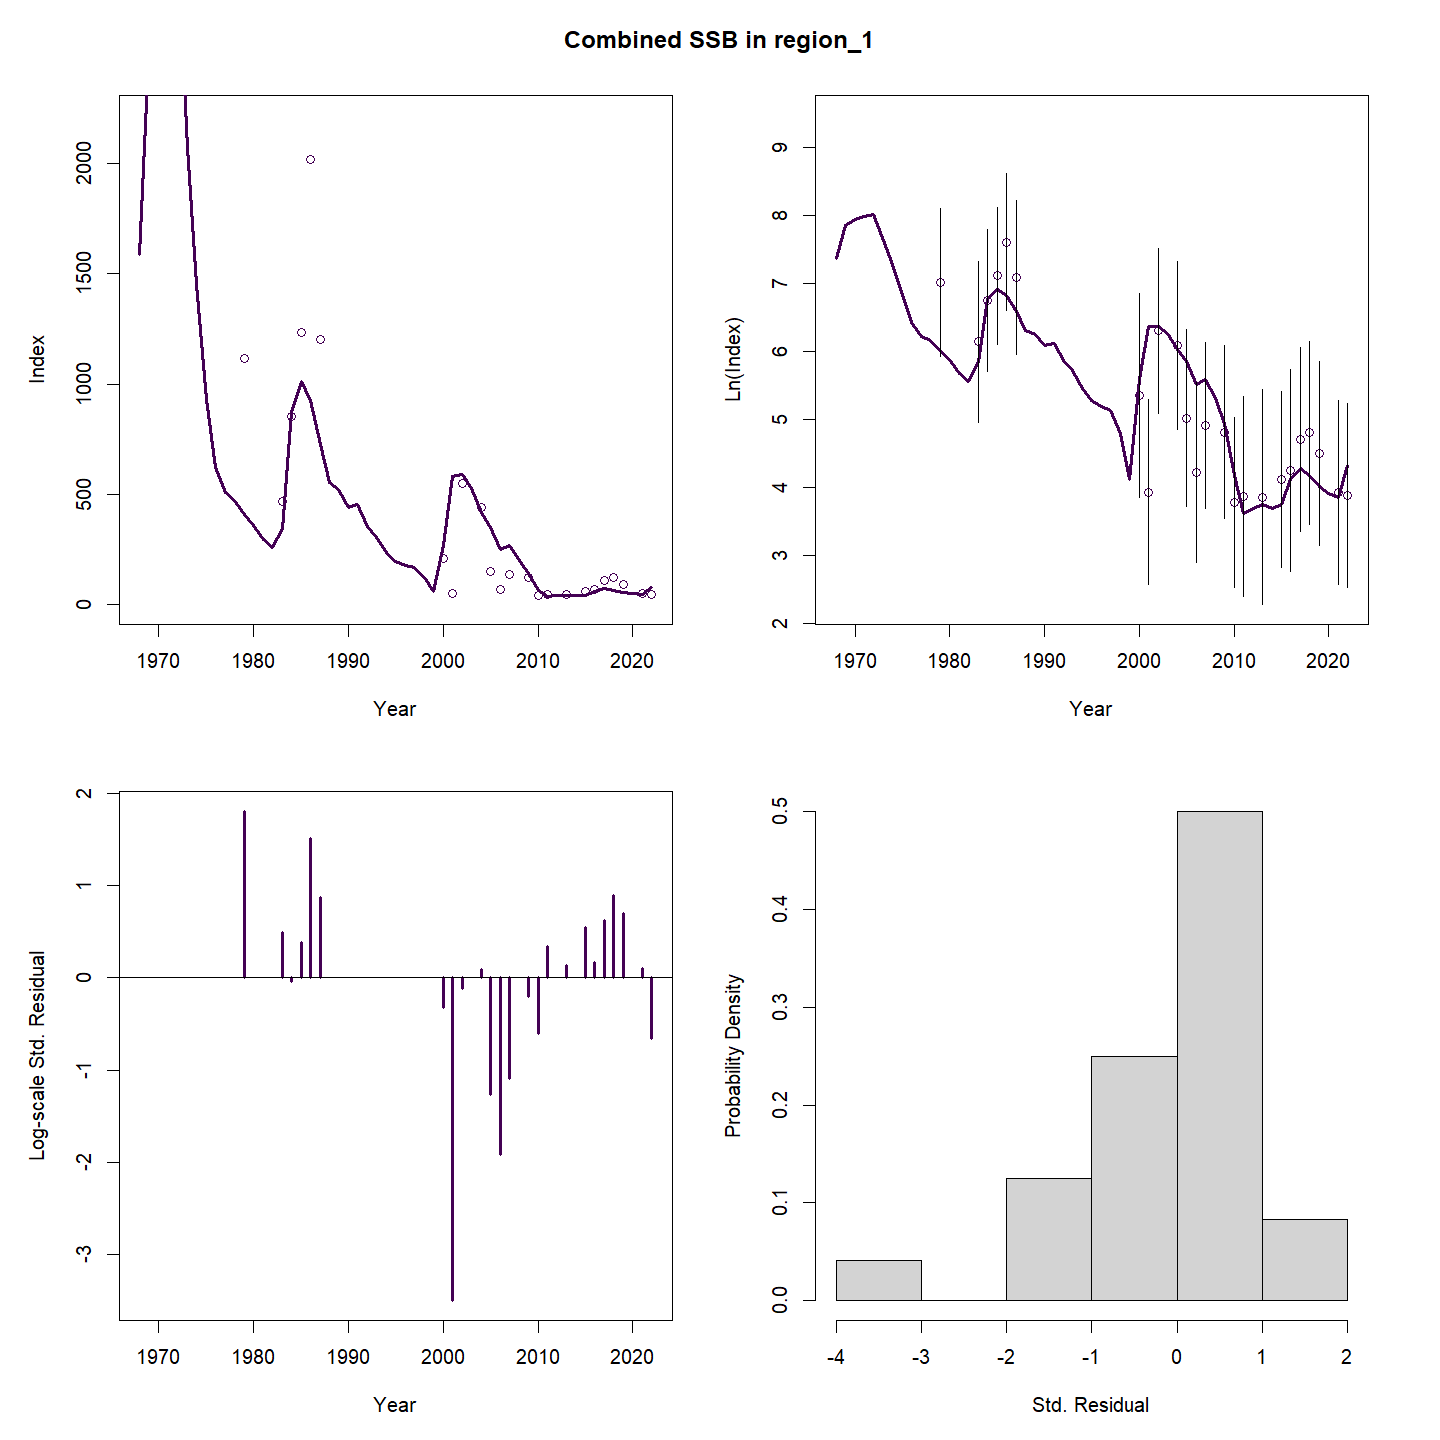 Combined SSB in region_1
Index
2000
1500
1000
500
0
1970 1980 1990 2000 2010 2020
Year
Ln(Index)
9
8
7
6
5
4
3
2
1970 1980 1990 2000 2010 2020
Year
Log-scale Std. Residual
2
1
0
-1
-2
-3
1970 1980 1990 2000 2010 2020
Year
Probability Density
0.5
0.4
0.3
0.2
0.1
0.0
-4 -3 -2 -1 0 1 2
Std. Residual